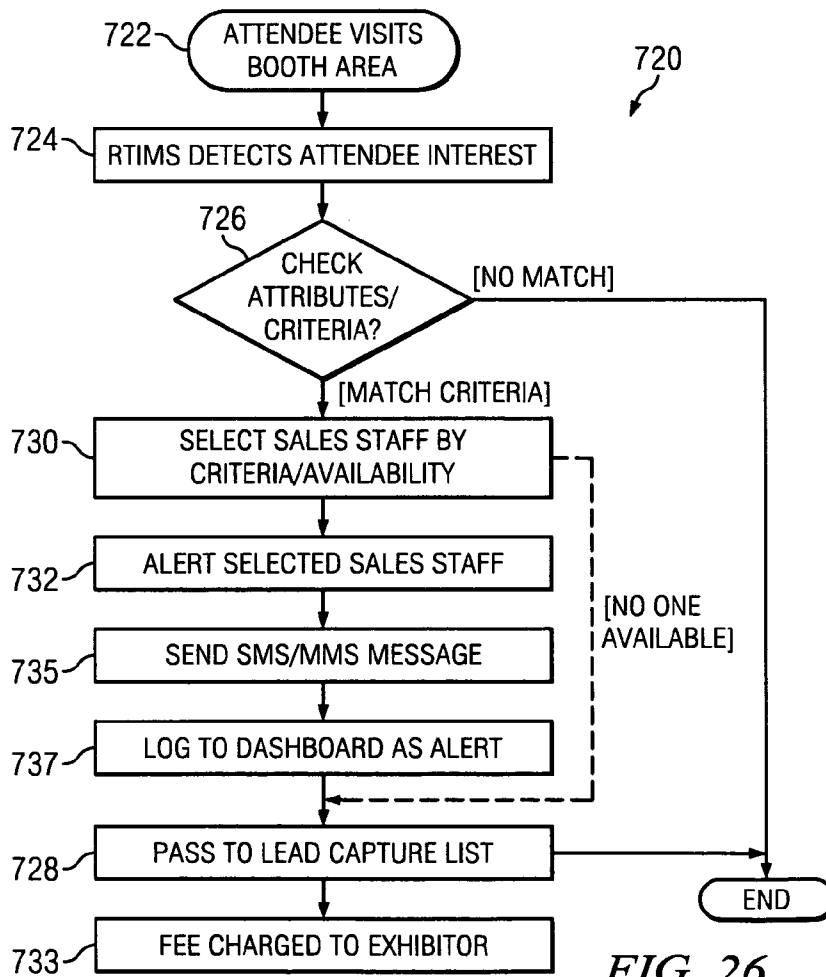 722
ATTENDEE VISITS
BOOTH AREA
720
724
RTIMS DETECTS ATTENDEE INTEREST
726
CHECK
ATTRIBUTES/
CRITERIA?
[NO MATCH]
[MATCH CRITERIA]
730
SELECT SALES STAFF BY
CRITERIA/AVAILABILITY
732
ALERT SELECTED SALES STAFF
[NO ONE
AVAILABLE]
735
SEND SMS/MMS MESSAGE
737
LOG TO DASHBOARD AS ALERT
728
PASS TO LEAD CAPTURE LIST
END
733
FEE CHARGED TO EXHIBITOR
FIG. 26